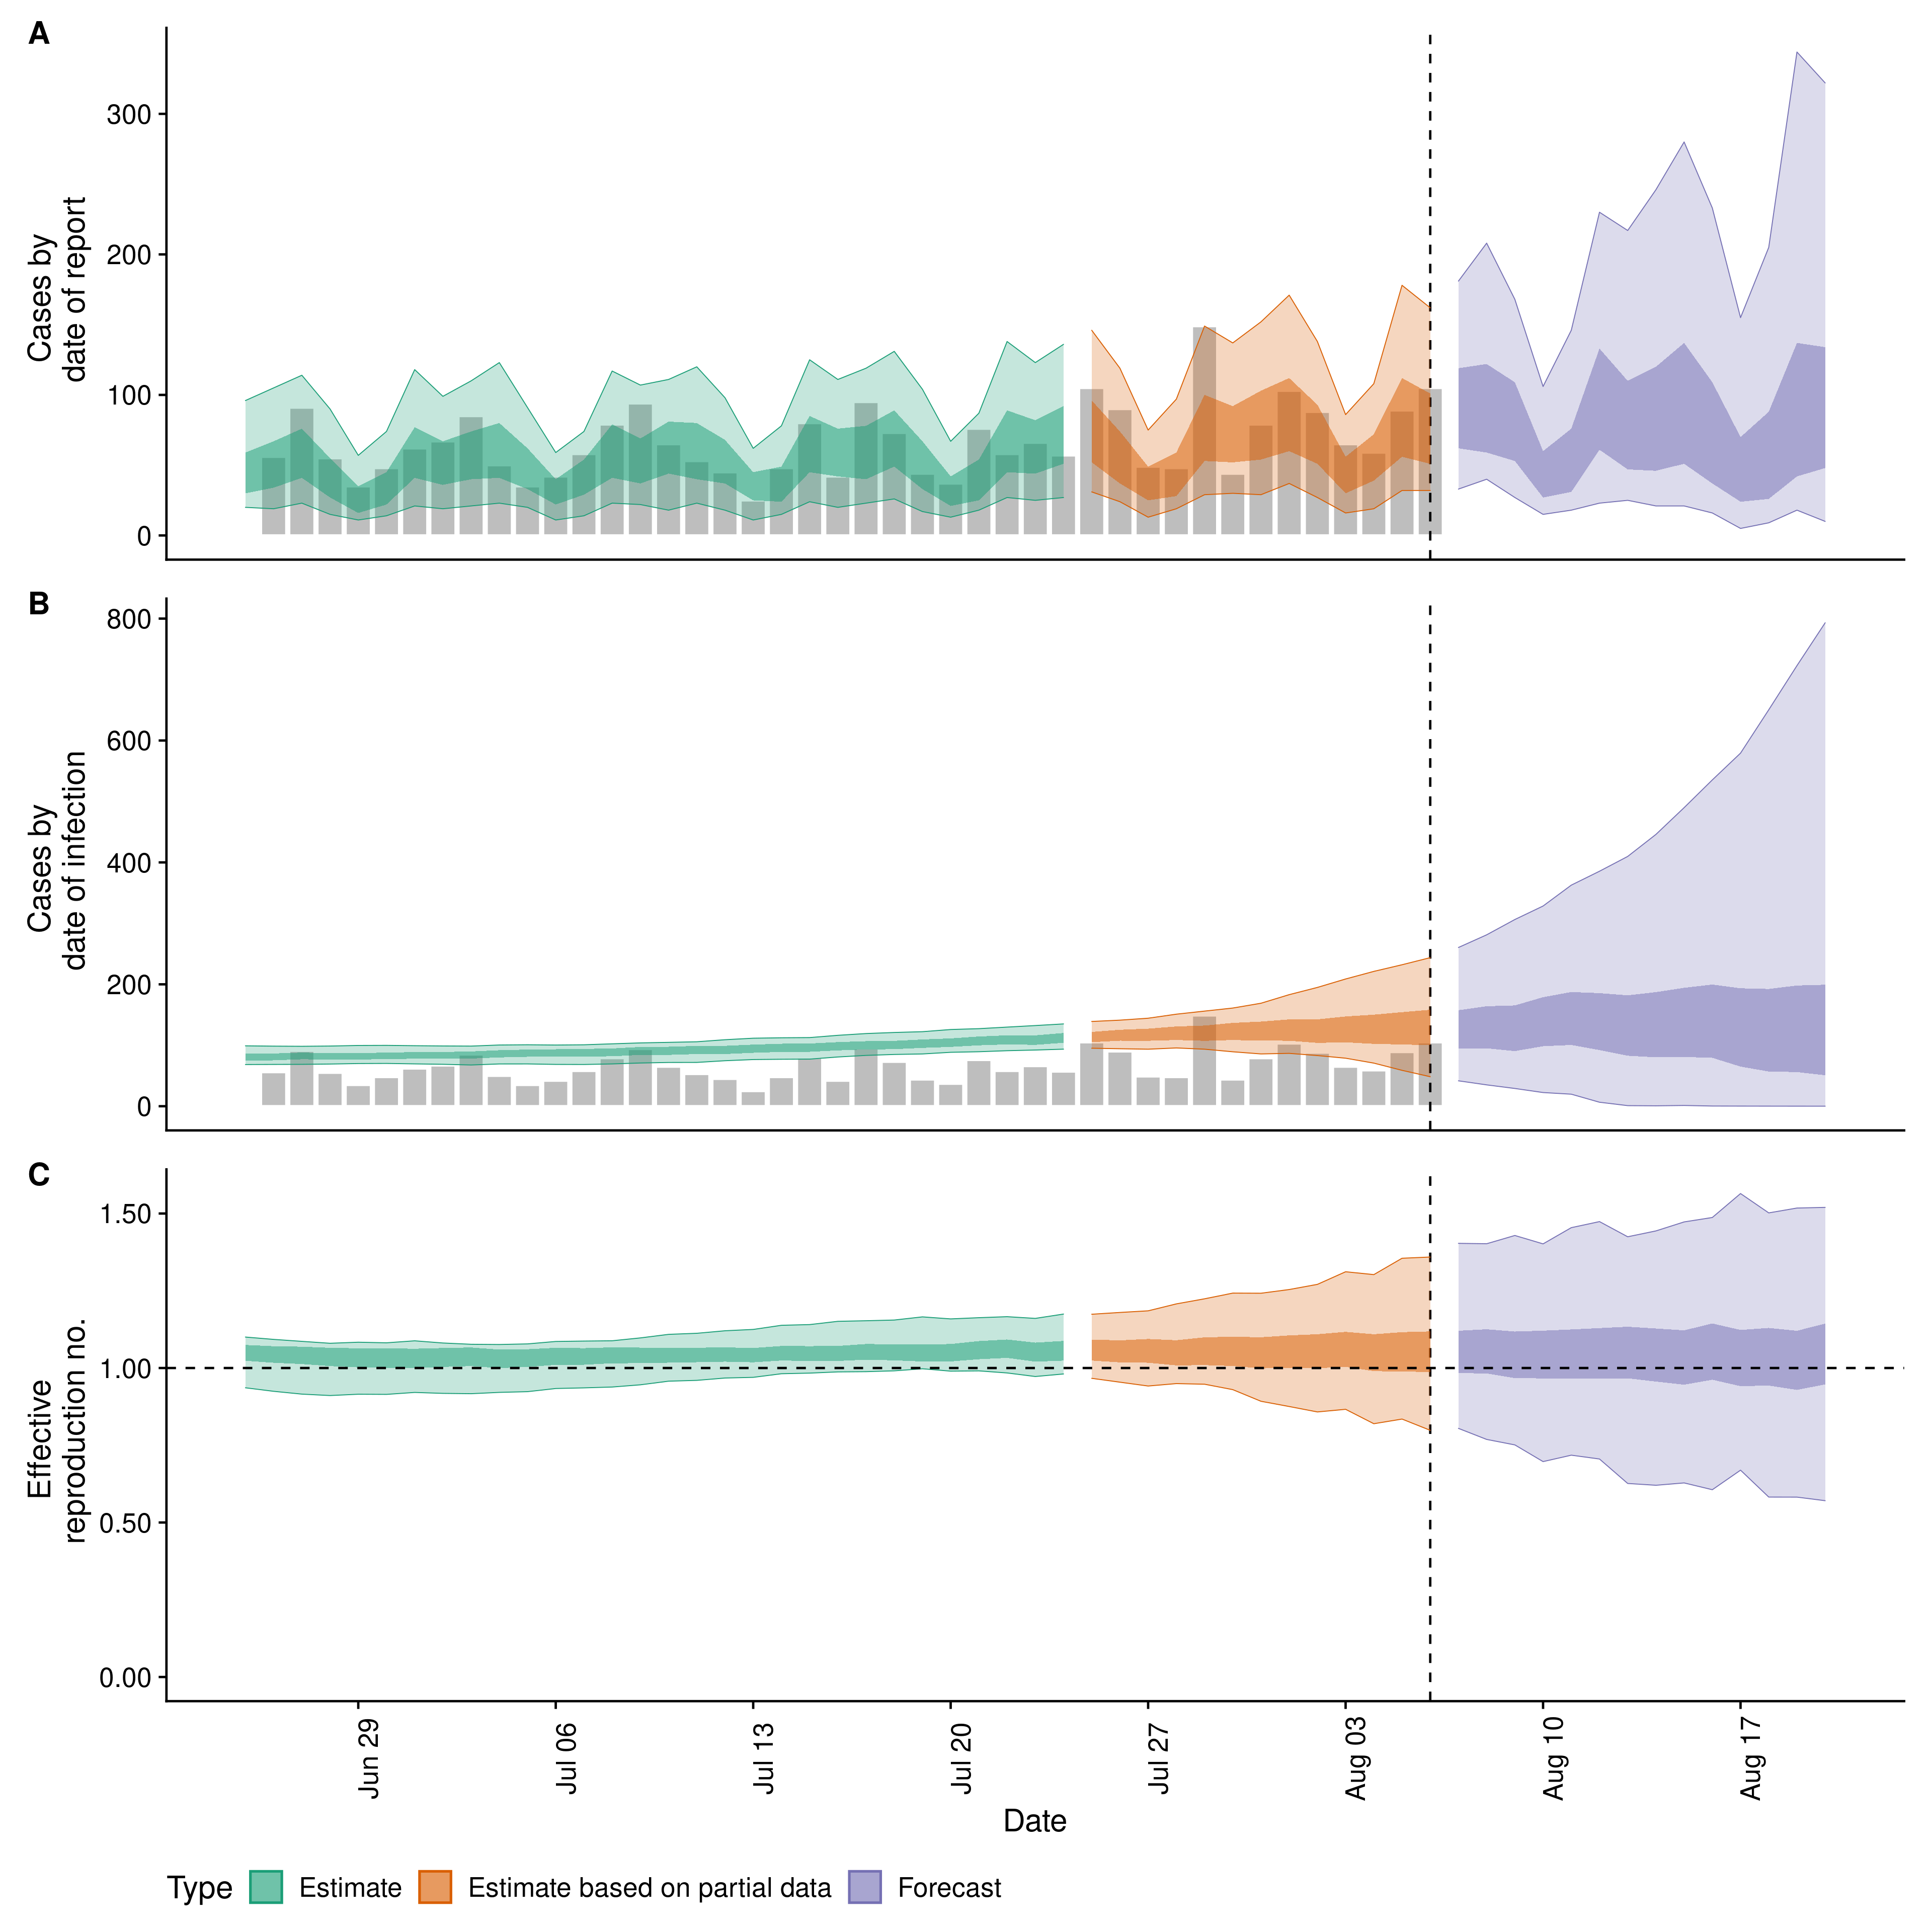 A
Cases by
date of report
300
200
100
0
B
Cases by
date of infection
800
600
400
200
0
C
Effective
reproduction no.
1.50
1.00
0.50
0.00
Jun 29
Jul 06
Jul 13
Jul 20
Jul 27
Aug 03
Aug 10
Aug 17
Date
Type Estimate Estimate based on partial data Forecast